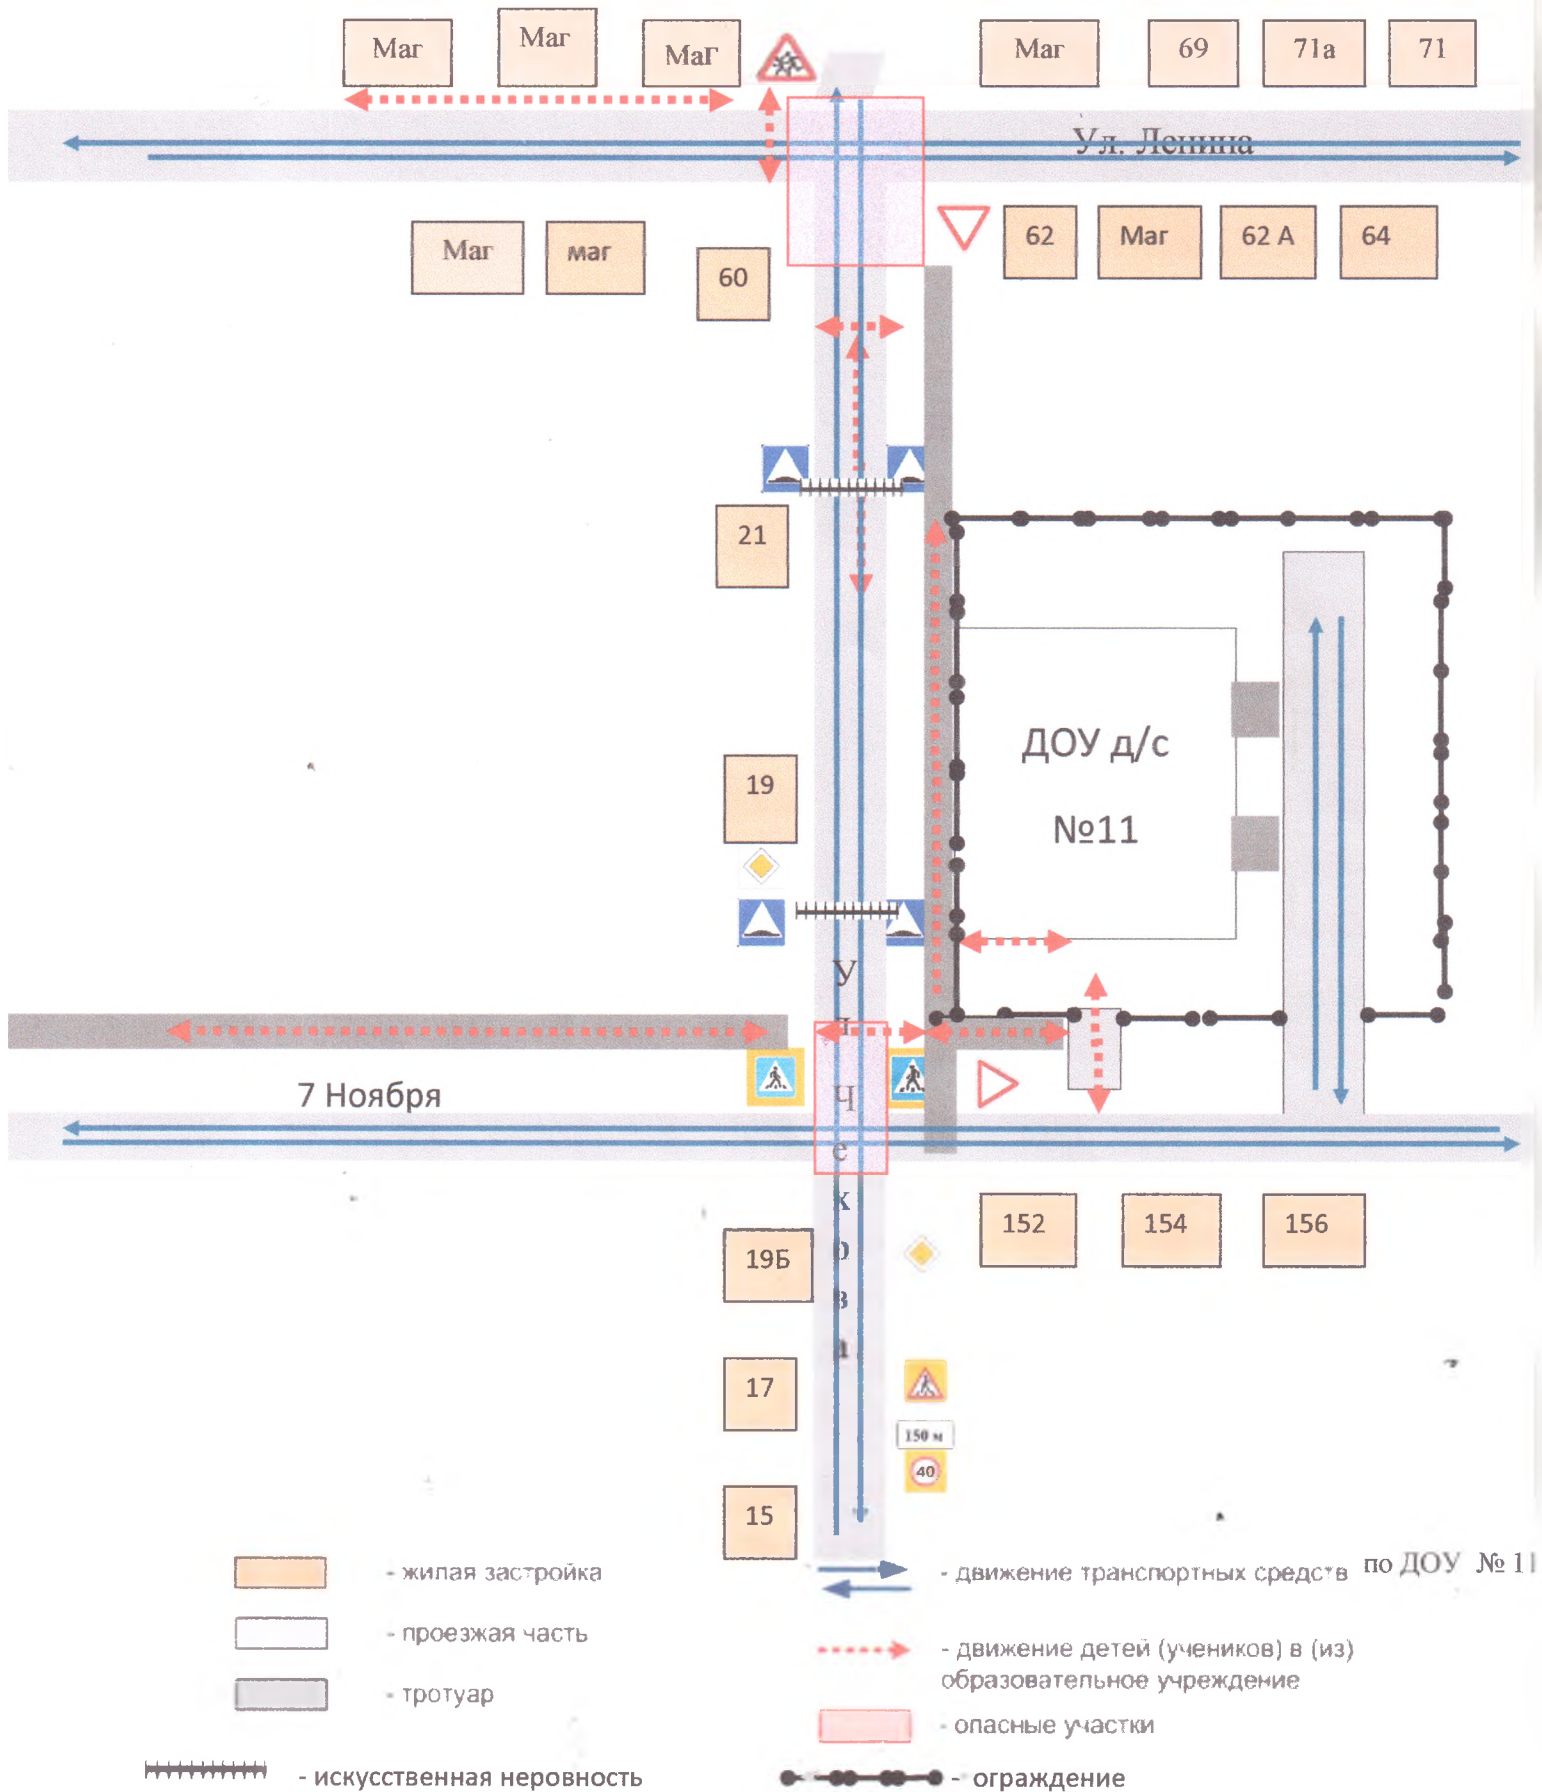 Маг
Маг
Маг
Маг
69
71а
71
Ул. Ленина
Маг
маг
60
62
Маг
62 А
64
21
ДОУ д/с
№11
19
Ул Чехова
7 Ноября
152
154
156
19Б
17
150 м
40
15
- жилая застройка
- движение транспортных средств
по ДОУ № 11
- проезжая часть
- движение детей (учеников) в (из)
образовательное учреждение
- тротуар
- опасные участки
- искусственная неровность
- ограждение